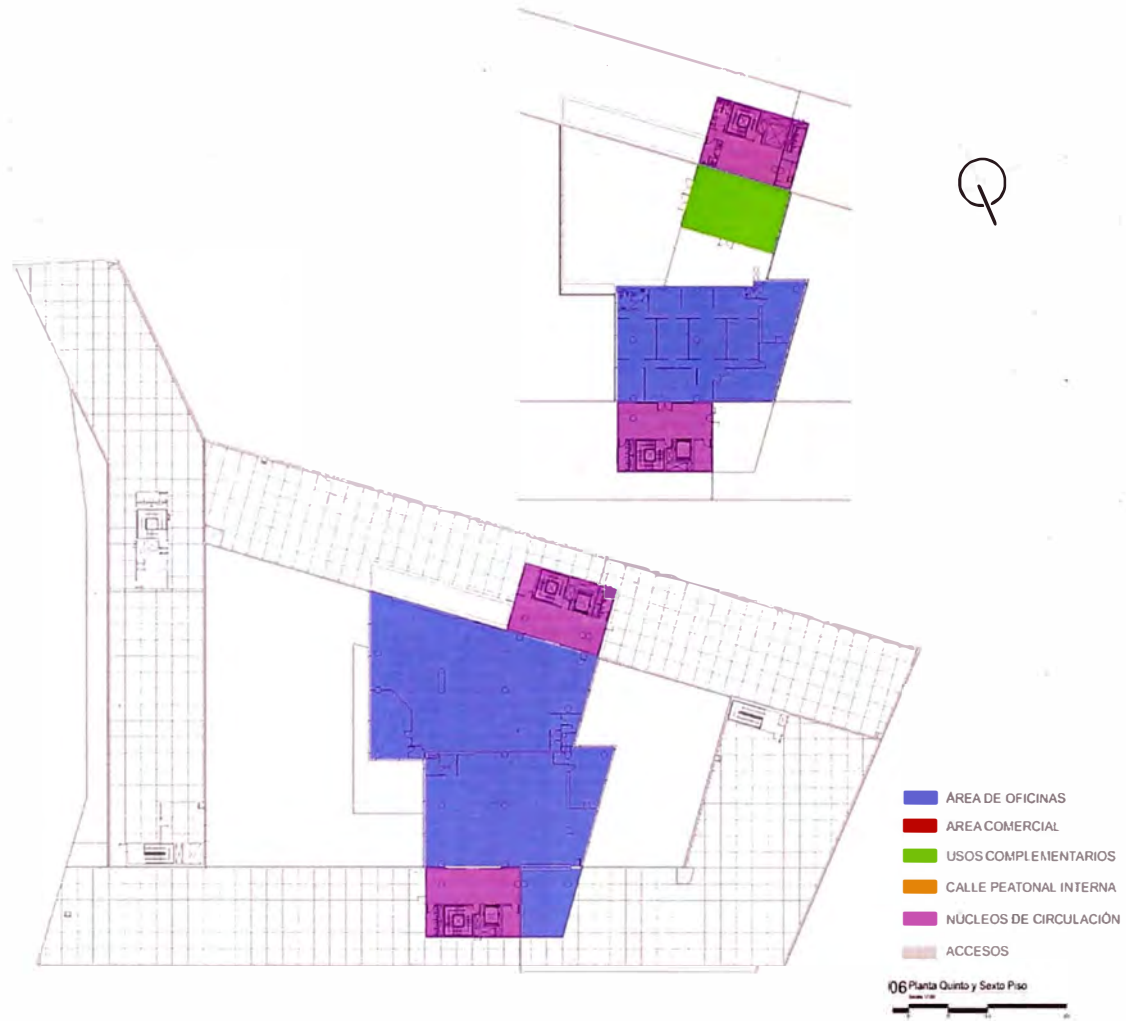 ÁREA DE OFICINAS
AREA COMERCIAL
USOS COMPLEMENTARIOS
CALLE PEATONAL INTERNA
NÚCLEOS DE CIRCULACIÓN
ACCESOS
06 Planta Quinto y Sexto Piso